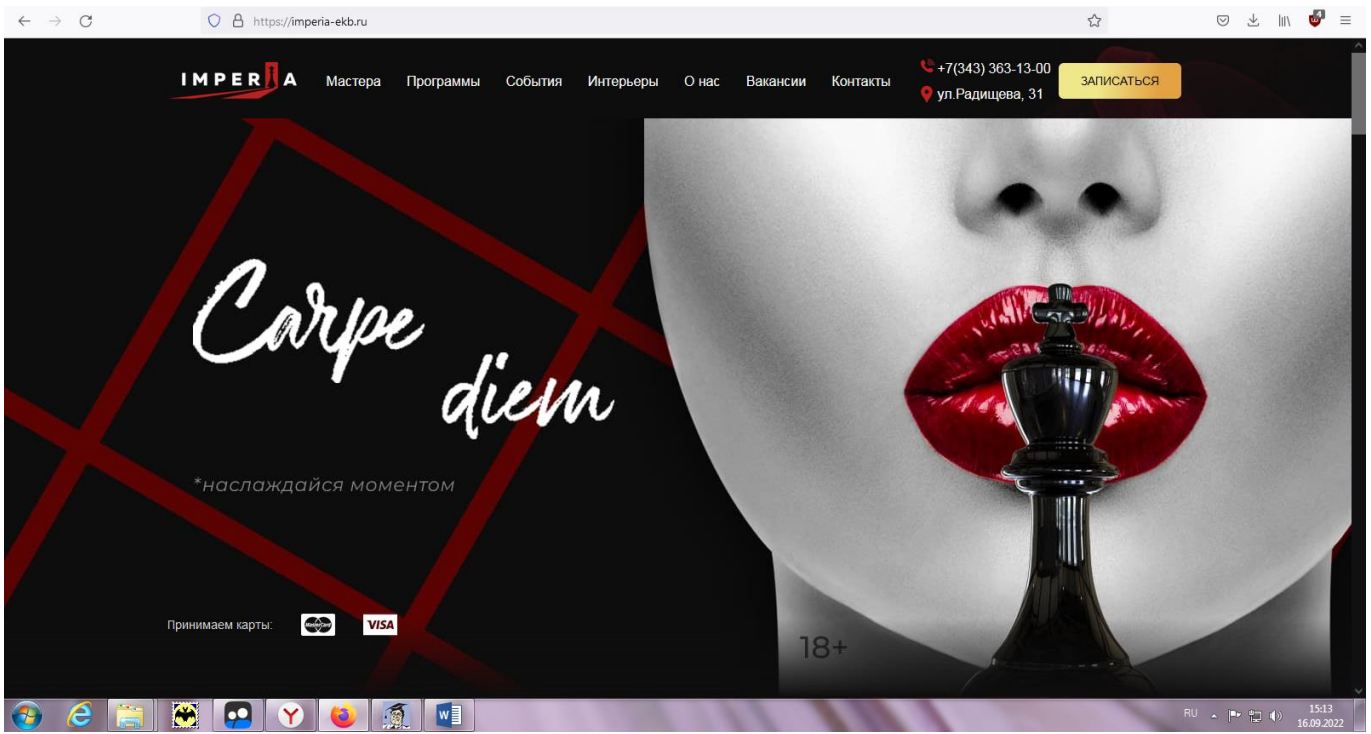 https://imperia-ekb.ru
IMPERIA
Мастера Программы События Интерьеры О нас Вакансии Контакты
+7(343) 363-13-00
ул.Радищева, 31
ЗАПИСАТЬСЯ
Carpe
diem
*наслаждайся моментом
Принимаем карты: MasterCard VISA
18+
RU
15:13
16.09.2022